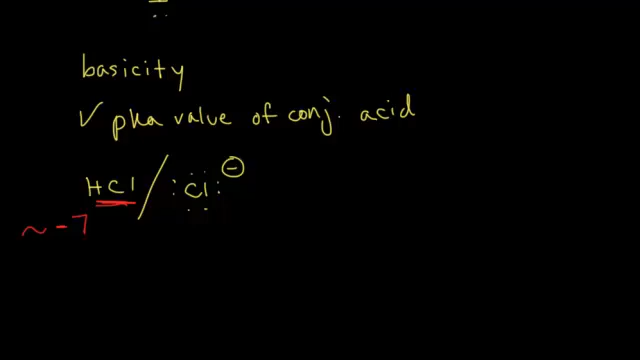 basicity
✓ pka value of conj. acid
HCl / :Cl: ⊖
~ -7